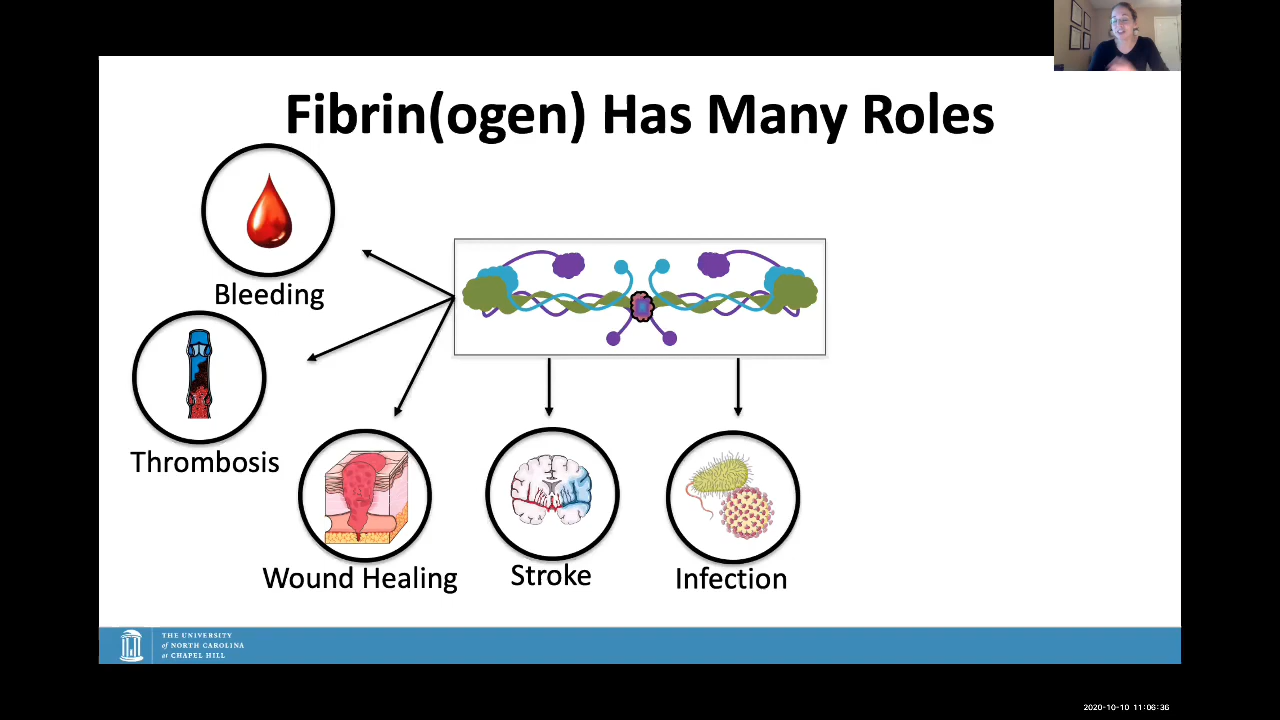 Fibrin(ogen) Has Many Roles
Bleeding
Thrombosis
Wound Healing
Stroke
Infection
THE UNIVERSITY
of NORTH CAROLINA
at CHAPEL HILL
2020-10-10 11:06:36